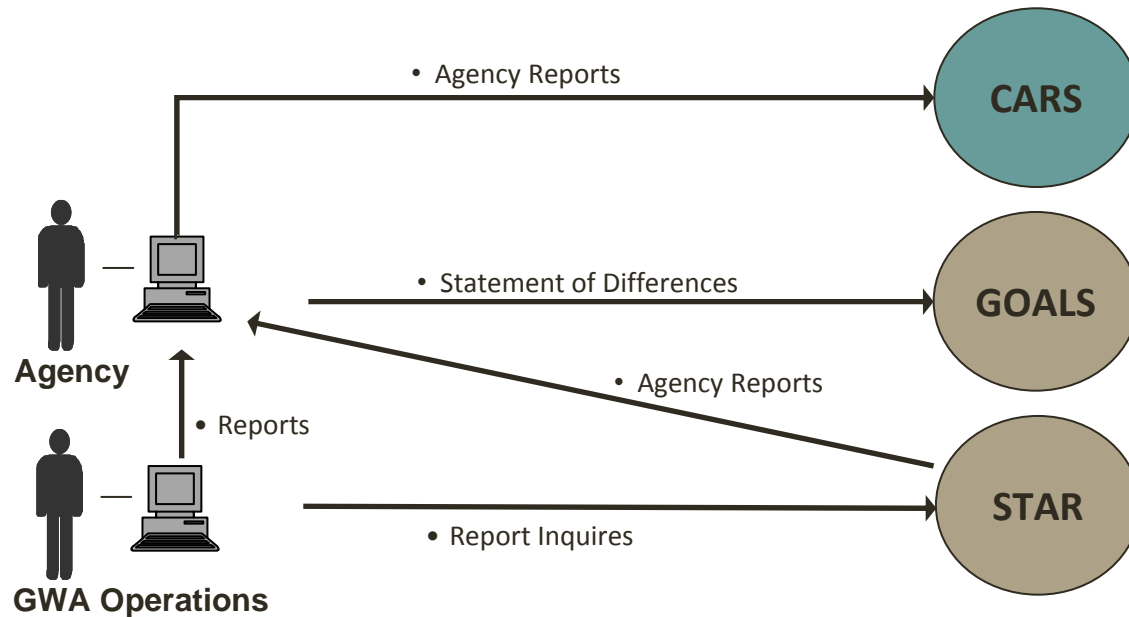 • Agency Reports
CARS
• Statement of Differences
GOALS
Agency
• Agency Reports
• Reports
STAR
• Report Inquires
GWA Operations